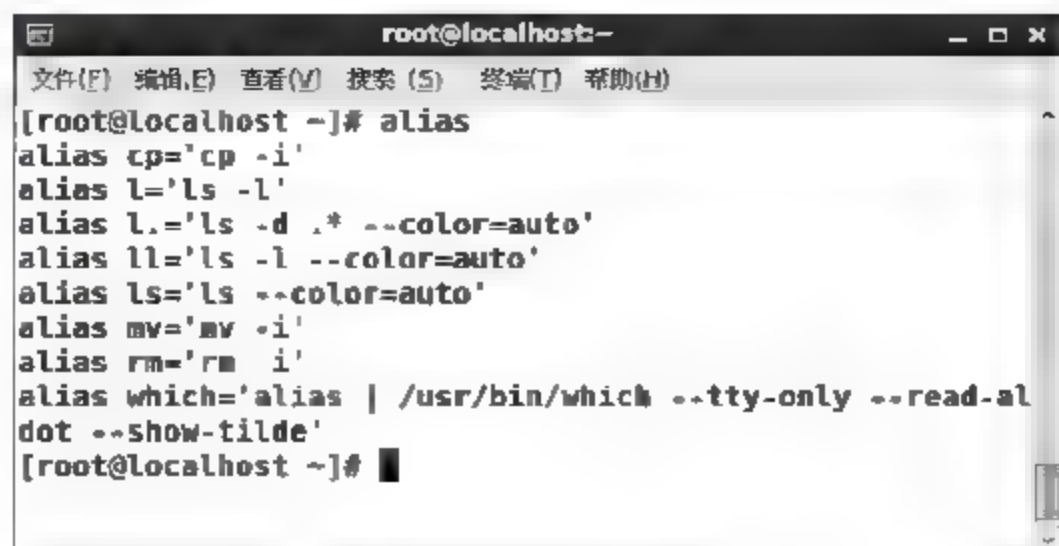 root@localhost:~
文件(F) 编辑(E) 查看(V) 搜索 (S) 终端(T) 帮助(H)
[root@localhost ~]# alias
alias cp='cp -i'
alias l='ls -l'
alias l.='ls -d .* --color=auto'
alias ll='ls -l --color=auto'
alias ls='ls --color=auto'
alias mv='mv -i'
alias rm='rm -i'
alias which='alias | /usr/bin/which --tty-only --read-al
dot --show-tilde'
[root@localhost ~]#